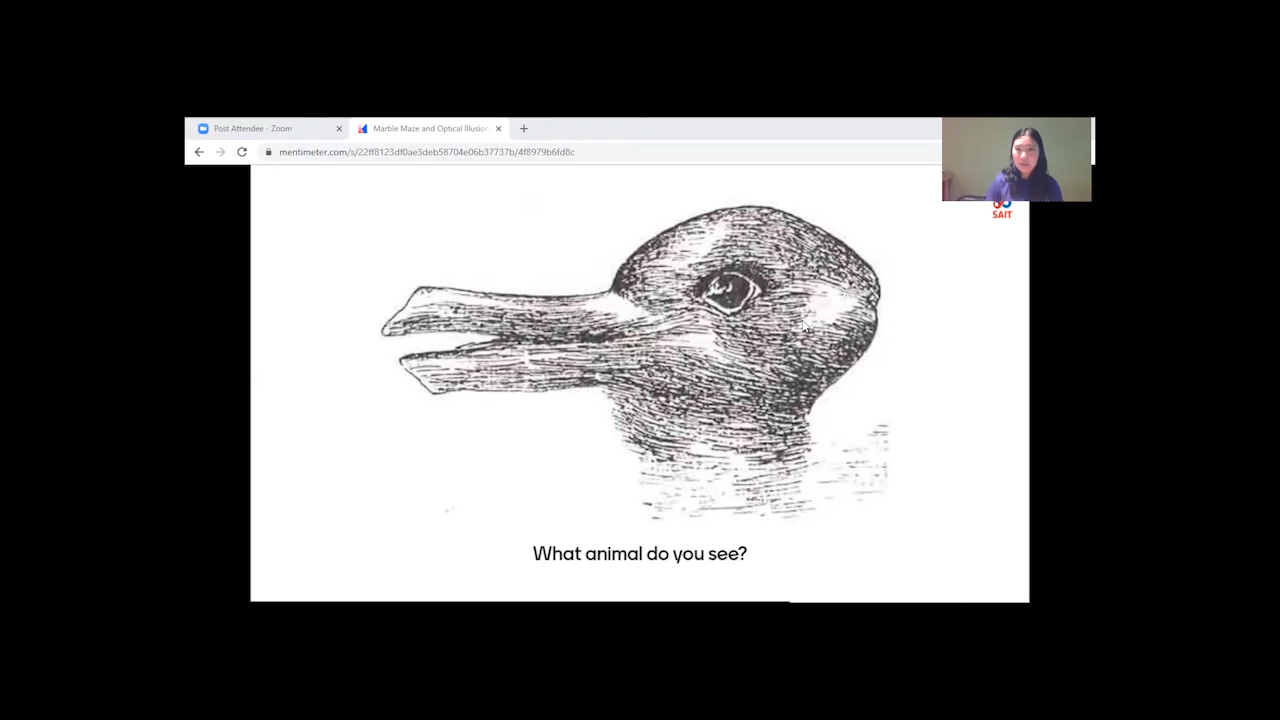 Post Attendee - Zoom
Marble Maze and Optical Illusio
mentimeter.com/s/22ff8123df0ae3deb58704e06b37737b/4f8979b6fd8c
SAIT
What animal do you see?